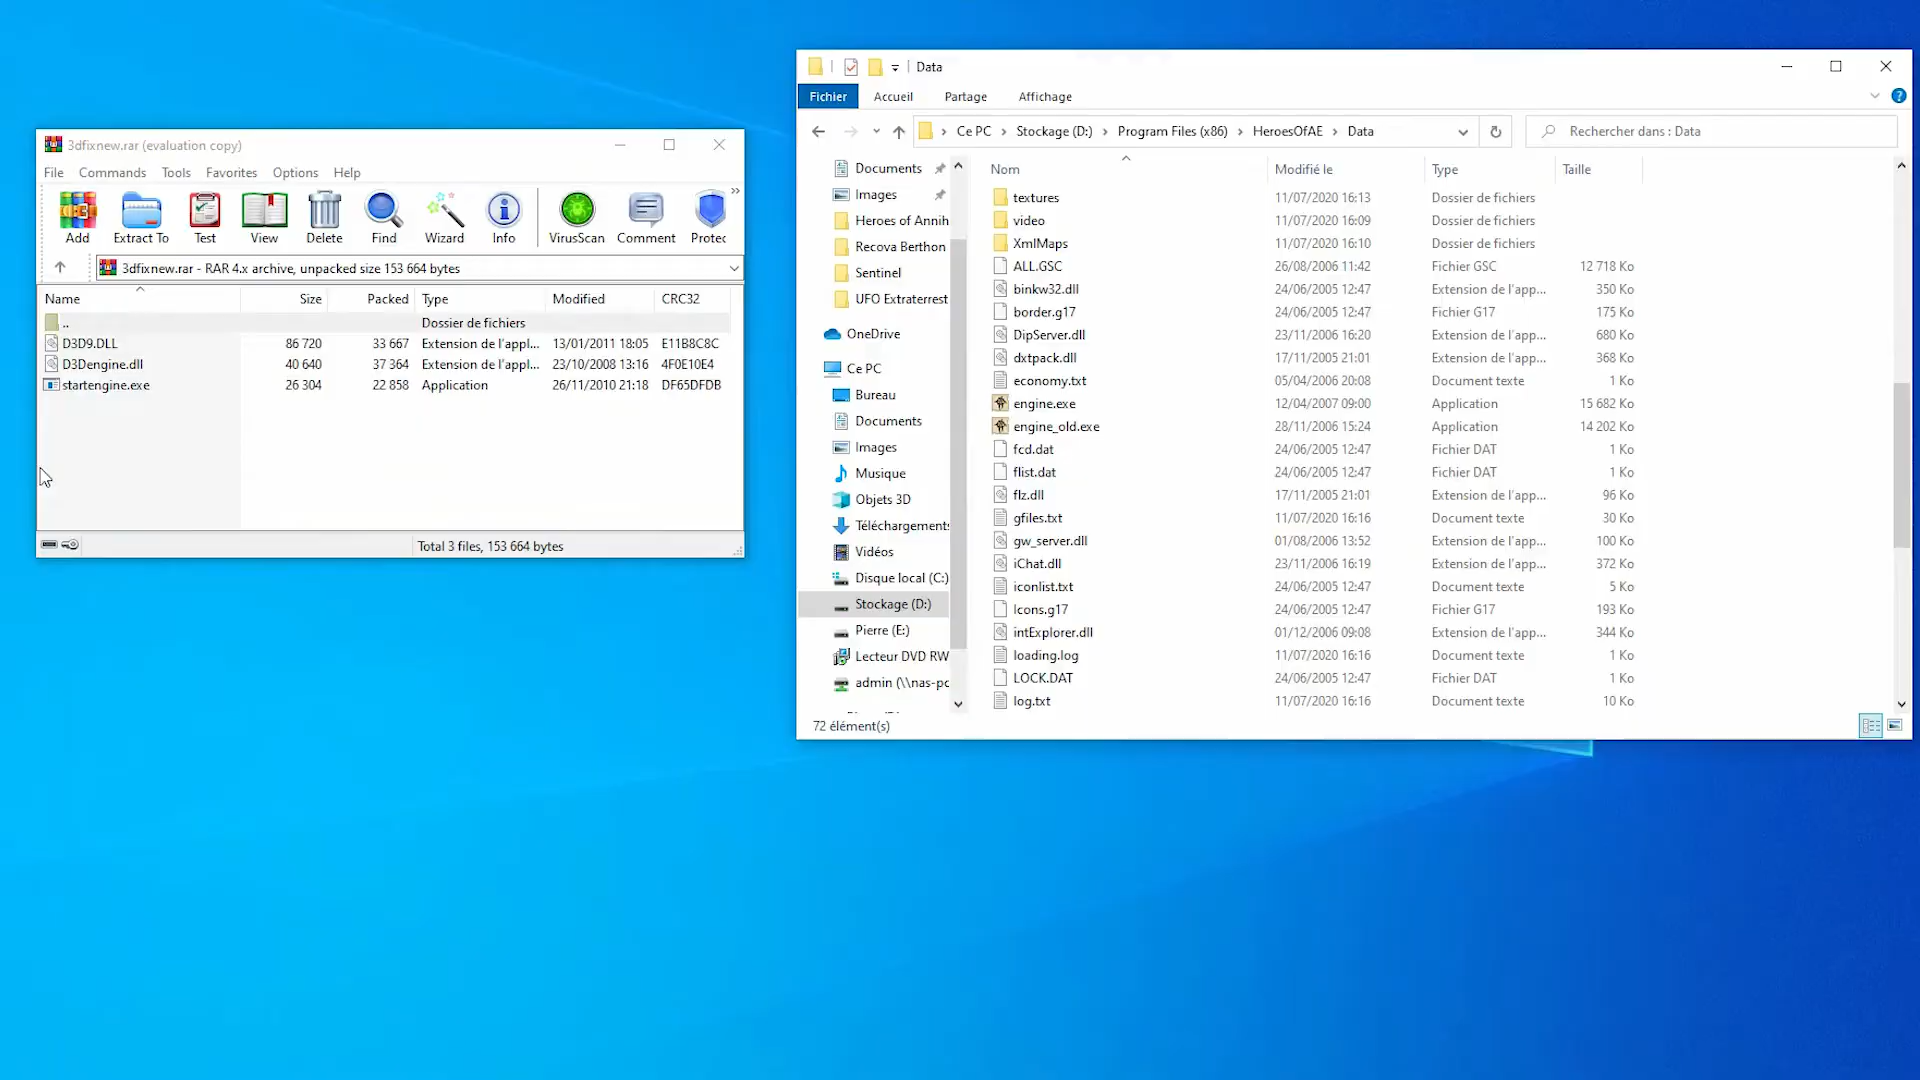 3dfixnew.rar (evaluation copy)
File Commands Tools Favorites Options Help
Add Extract To Test View Delete Find Wizard Info VirusScan Comment Protec
3dfixnew.rar - RAR 4.x archive, unpacked size 153 664 bytes
Name Size Packed Type Modified CRC32
.. Dossier de fichiers
D3D9.DLL 86 720 33 667 Extension de l'appl... 13/01/2011 18:05 E11B8C8C
D3Dengine.dll 40 640 37 364 Extension de l'appl... 23/10/2008 13:16 4F0E10E4
startengine.exe 26 304 22 858 Application 26/11/2010 21:18 DF65DFDB
Total 3 files, 153 664 bytes
Data
Fichier Accueil Partage Affichage
Ce PC › Stockage (D:) › Program Files (x86) › HeroesOfAE › Data
Rechercher dans : Data
Documents
Images
Heroes of Annih
Recova Berthon
Sentinel
UFO Extraterrest
OneDrive
Ce PC
Bureau
Documents
Images
Musique
Objets 3D
Téléchargements
Vidéos
Disque local (C:)
Stockage (D:)
Pierre (E:)
Lecteur DVD RW
admin (\\nas-pc
Nom Modifié le Type Taille
textures 11/07/2020 16:13 Dossier de fichiers
video 11/07/2020 16:09 Dossier de fichiers
XmlMaps 11/07/2020 16:10 Dossier de fichiers
ALL.GSC 26/08/2006 11:42 Fichier GSC 12 718 Ko
binkw32.dll 24/06/2005 12:47 Extension de l'app... 350 Ko
border.g17 24/06/2005 12:47 Fichier G17 175 Ko
DipServer.dll 23/11/2006 16:20 Extension de l'app... 680 Ko
dxtpack.dll 17/11/2005 21:01 Extension de l'app... 368 Ko
economy.txt 05/04/2006 20:08 Document texte 1 Ko
engine.exe 12/04/2007 09:00 Application 15 682 Ko
engine_old.exe 28/11/2006 15:24 Application 14 202 Ko
fcd.dat 24/06/2005 12:47 Fichier DAT 1 Ko
flist.dat 24/06/2005 12:47 Fichier DAT 1 Ko
flz.dll 17/11/2005 21:01 Extension de l'app... 96 Ko
gfiles.txt 11/07/2020 16:16 Document texte 30 Ko
gw_server.dll 01/08/2006 13:52 Extension de l'app... 100 Ko
iChat.dll 23/11/2006 16:19 Extension de l'app... 372 Ko
iconlist.txt 24/06/2005 12:47 Document texte 5 Ko
Icons.g17 24/06/2005 12:47 Fichier G17 193 Ko
intExplorer.dll 01/12/2006 09:08 Extension de l'app... 344 Ko
loading.log 11/07/2020 16:16 Document texte 1 Ko
LOCK.DAT 24/06/2005 12:47 Fichier DAT 1 Ko
log.txt 11/07/2020 16:16 Document texte 10 Ko
72 élément(s)